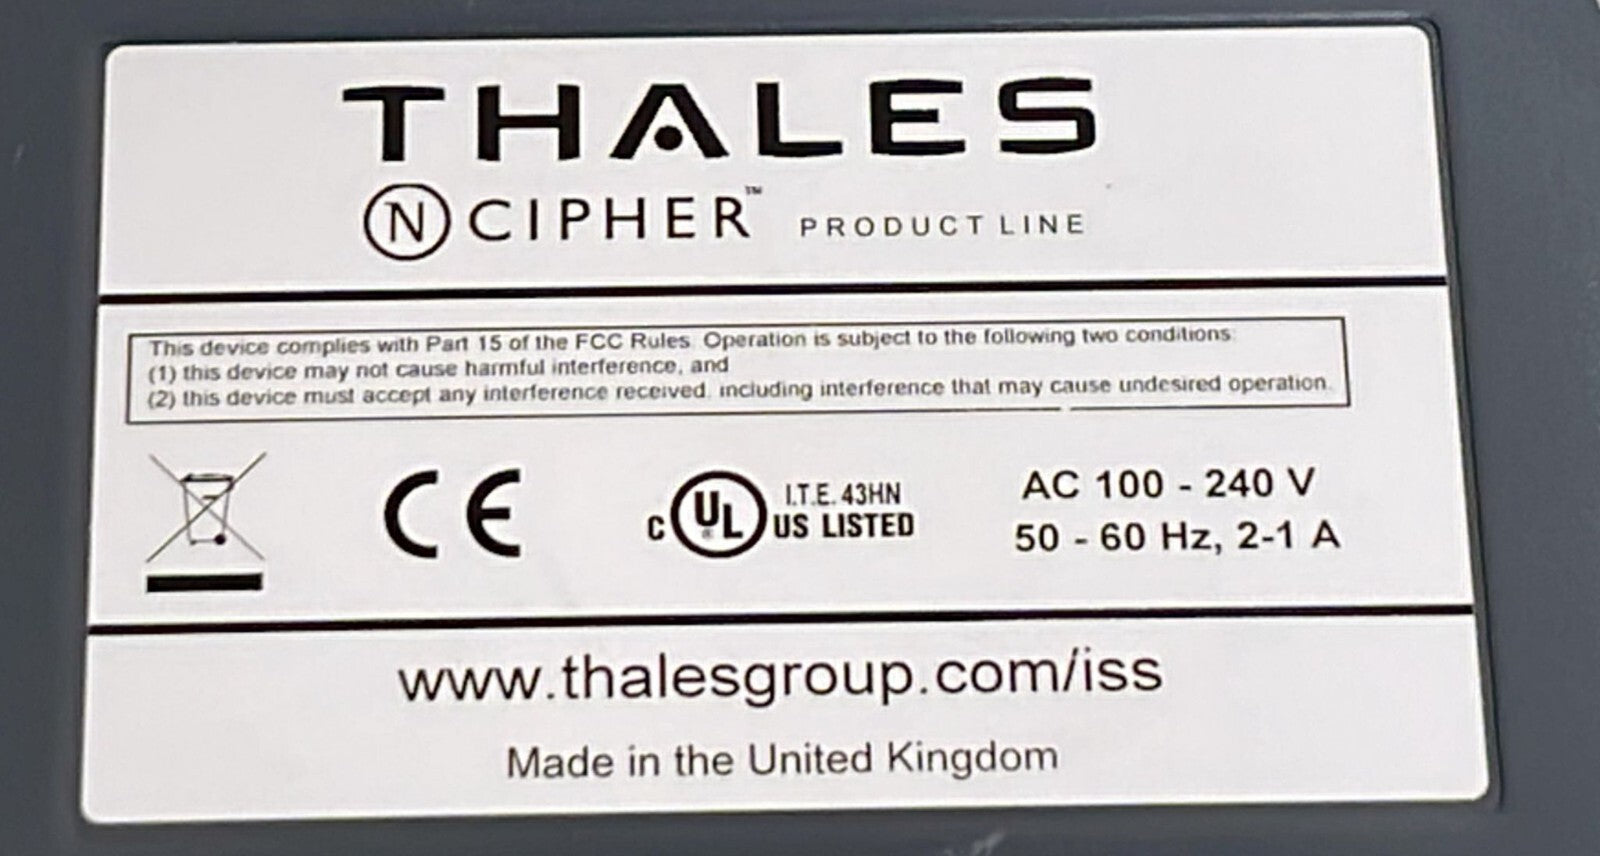 THALES
NCIPHER™ PRODUCT LINE
This device complies with Part 15 of the FCC Rules. Operation is subject to the following two conditions:
(1) this device may not cause harmful interference, and
(2) this device must accept any interference received, including interference that may cause undesired operation.
CE
C UL® US LISTED I.T.E. 43HN
AC 100 - 240 V
50 - 60 Hz, 2-1 A
www.thalesgroup.com/iss
Made in the United Kingdom